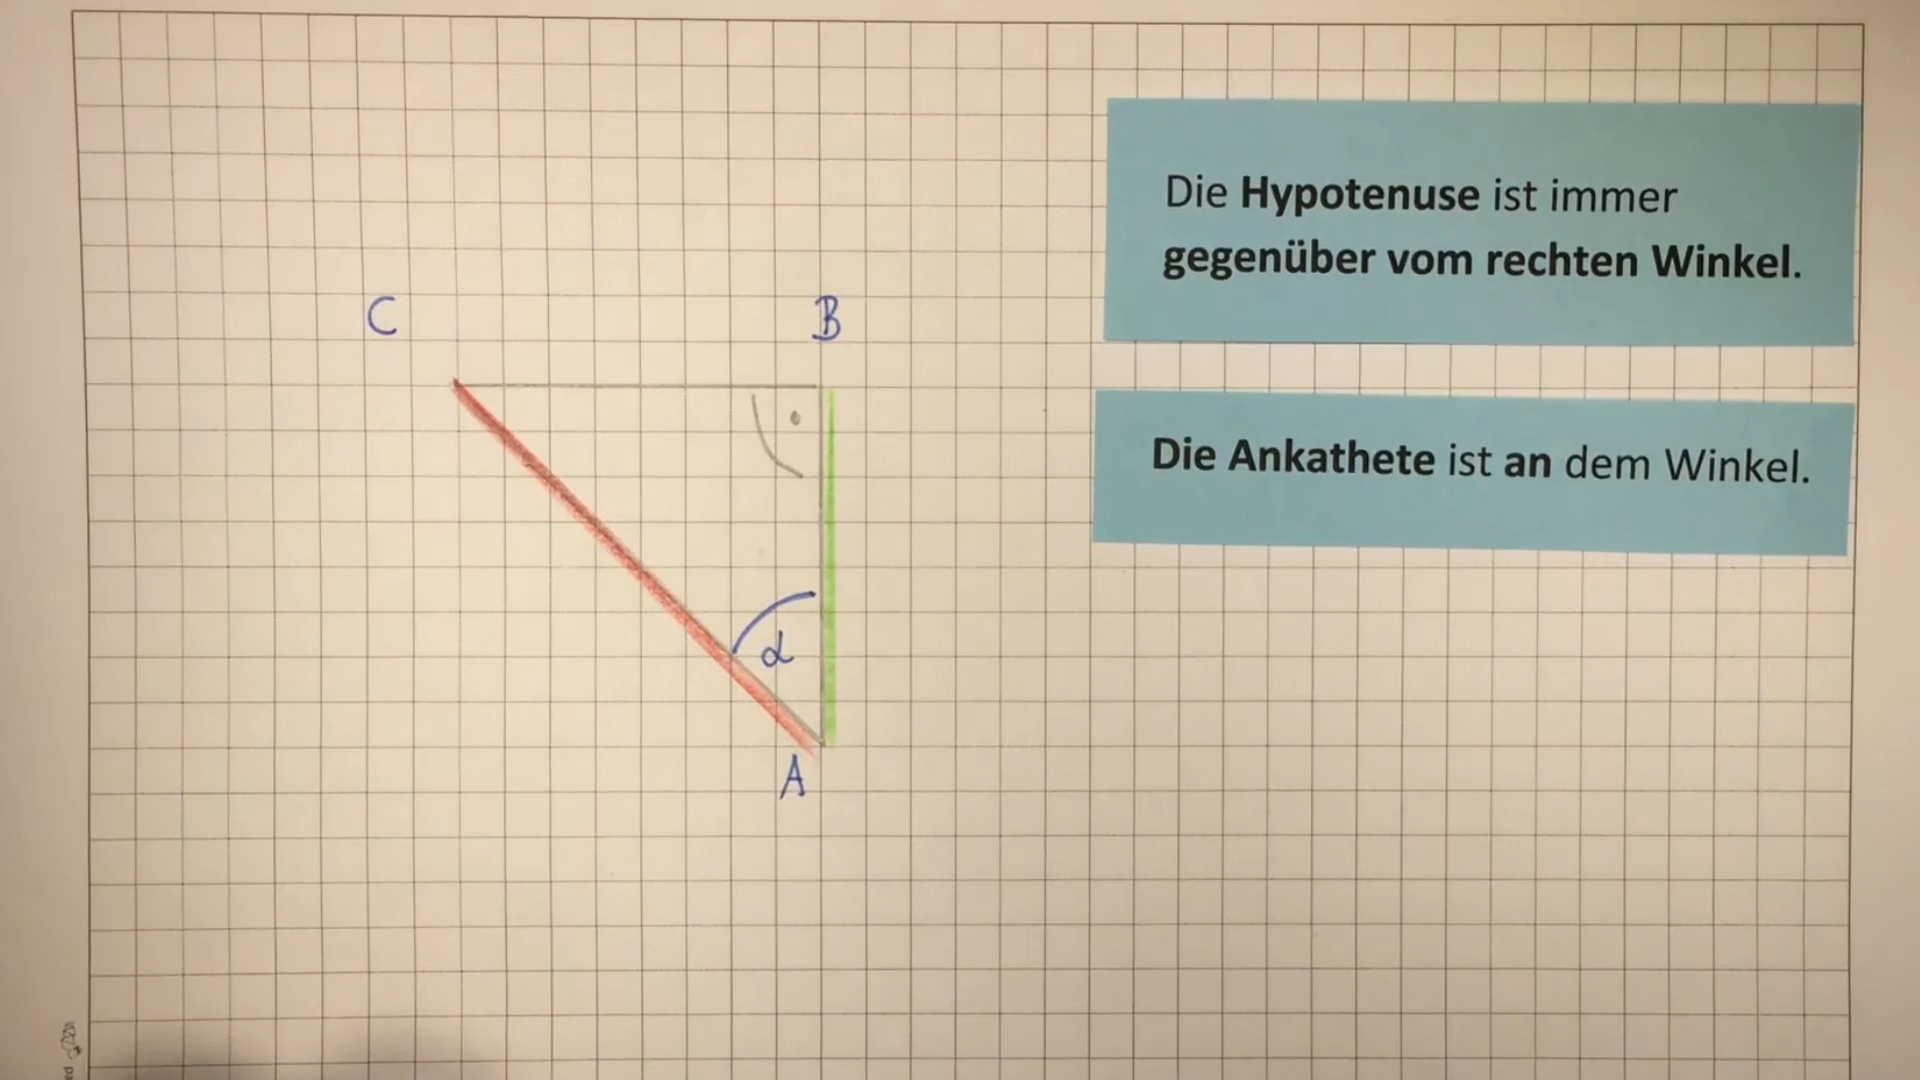 Die Hypotenuse ist immer
gegenüber vom rechten Winkel.
C
B
Die Ankathete ist an dem Winkel.
α
A